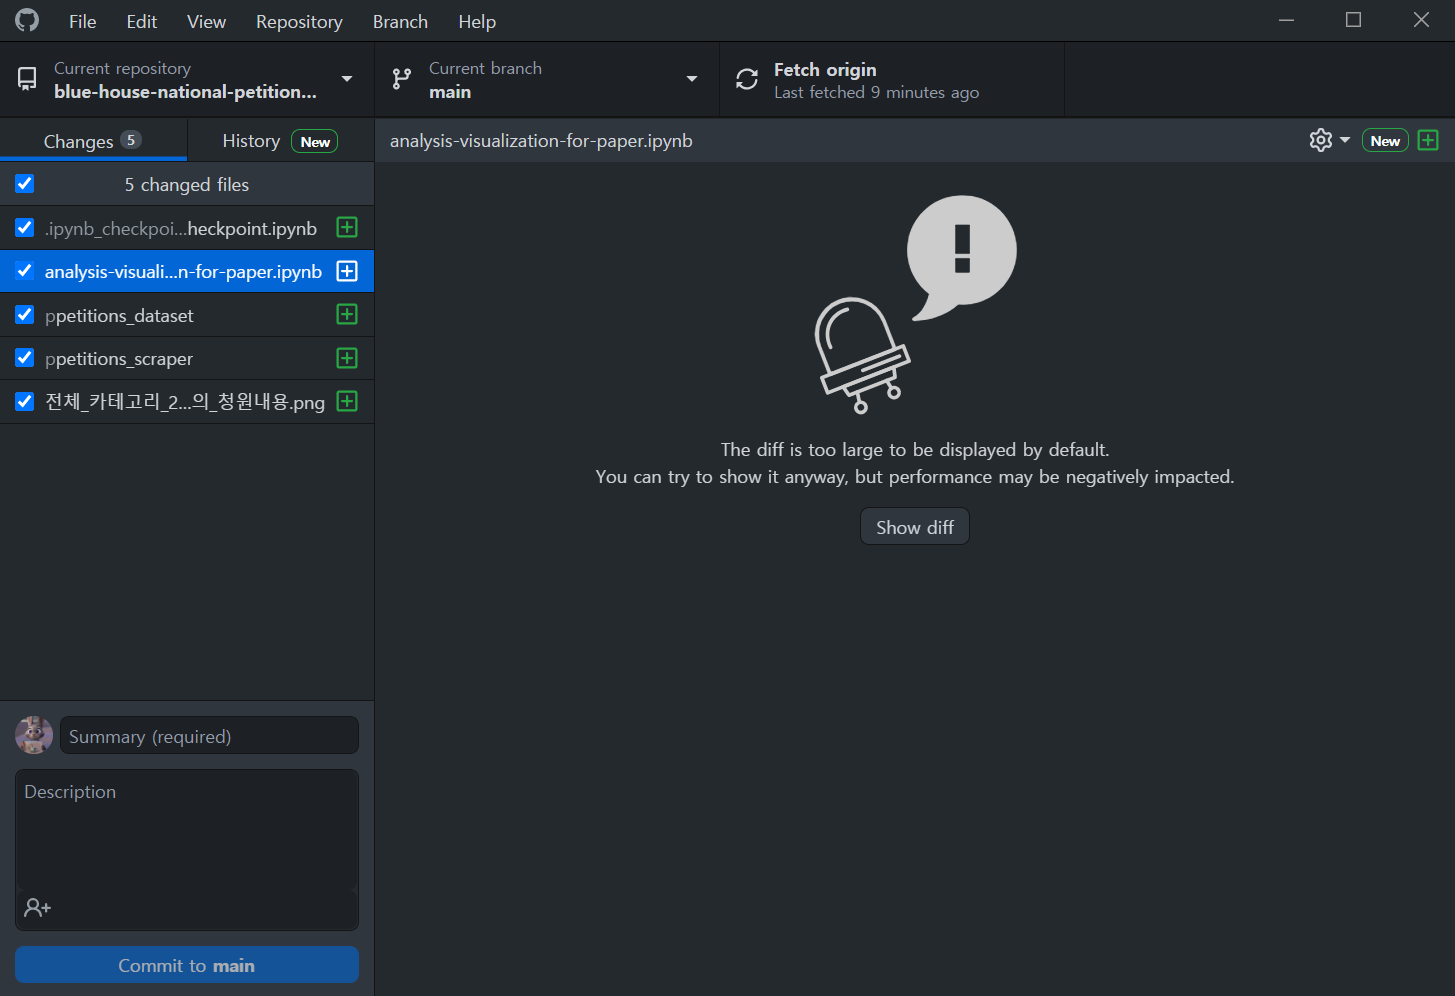 File Edit View Repository Branch Help
Current repository
blue-house-national-petition...
Current branch
main
Fetch origin
Last fetched 9 minutes ago
Changes 5
History New
analysis-visualization-for-paper.ipynb
New
5 changed files
.ipynb_checkpoi...heckpoint.ipynb
analysis-visuali...n-for-paper.ipynb
ppetitions_dataset
ppetitions_scraper
전체_카테고리_2...의_청원내용.png
The diff is too large to be displayed by default.
You can try to show it anyway, but performance may be negatively impacted.
Show diff
Summary (required)
Description
Commit to main